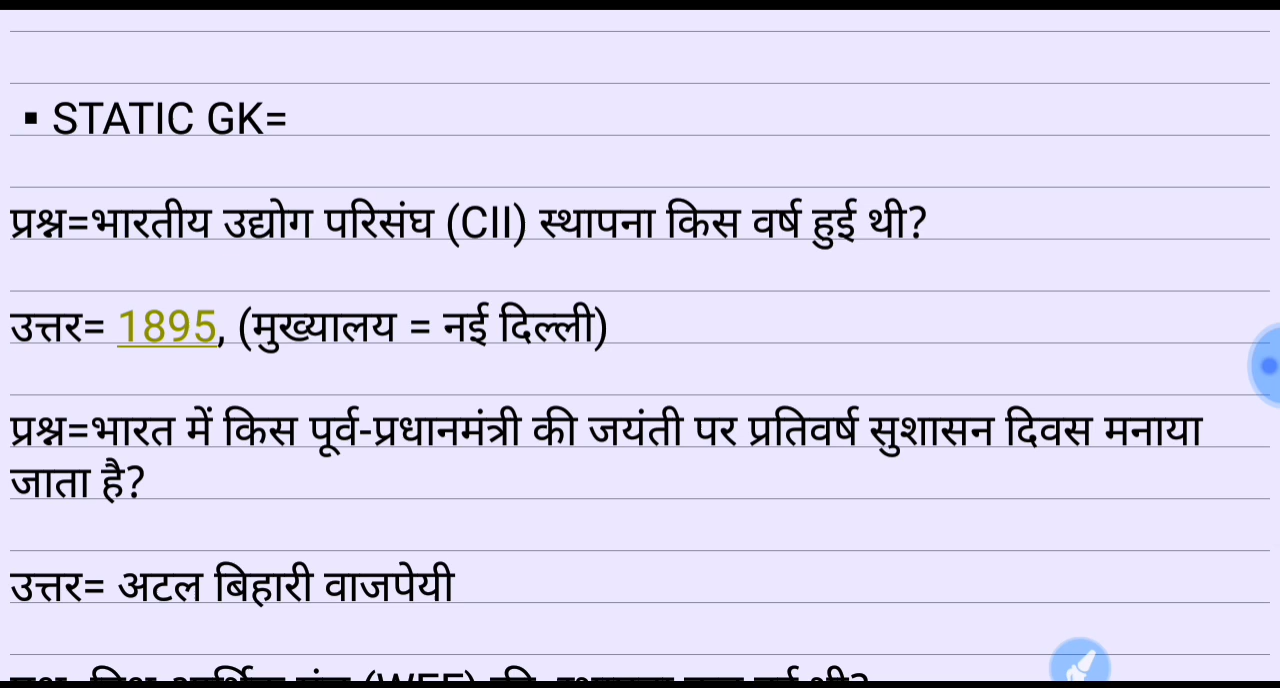 ▪ STATIC GK=
प्रश्न=भारतीय उद्योग परिसंघ (CII) स्थापना किस वर्ष हुई थी?
उत्तर= 1895, (मुख्यालय = नई दिल्ली)
प्रश्न=भारत में किस पूर्व-प्रधानमंत्री की जयंती पर प्रतिवर्ष सुशासन दिवस मनाया
जाता है?
उत्तर= अटल बिहारी वाजपेयी
(WEF) की